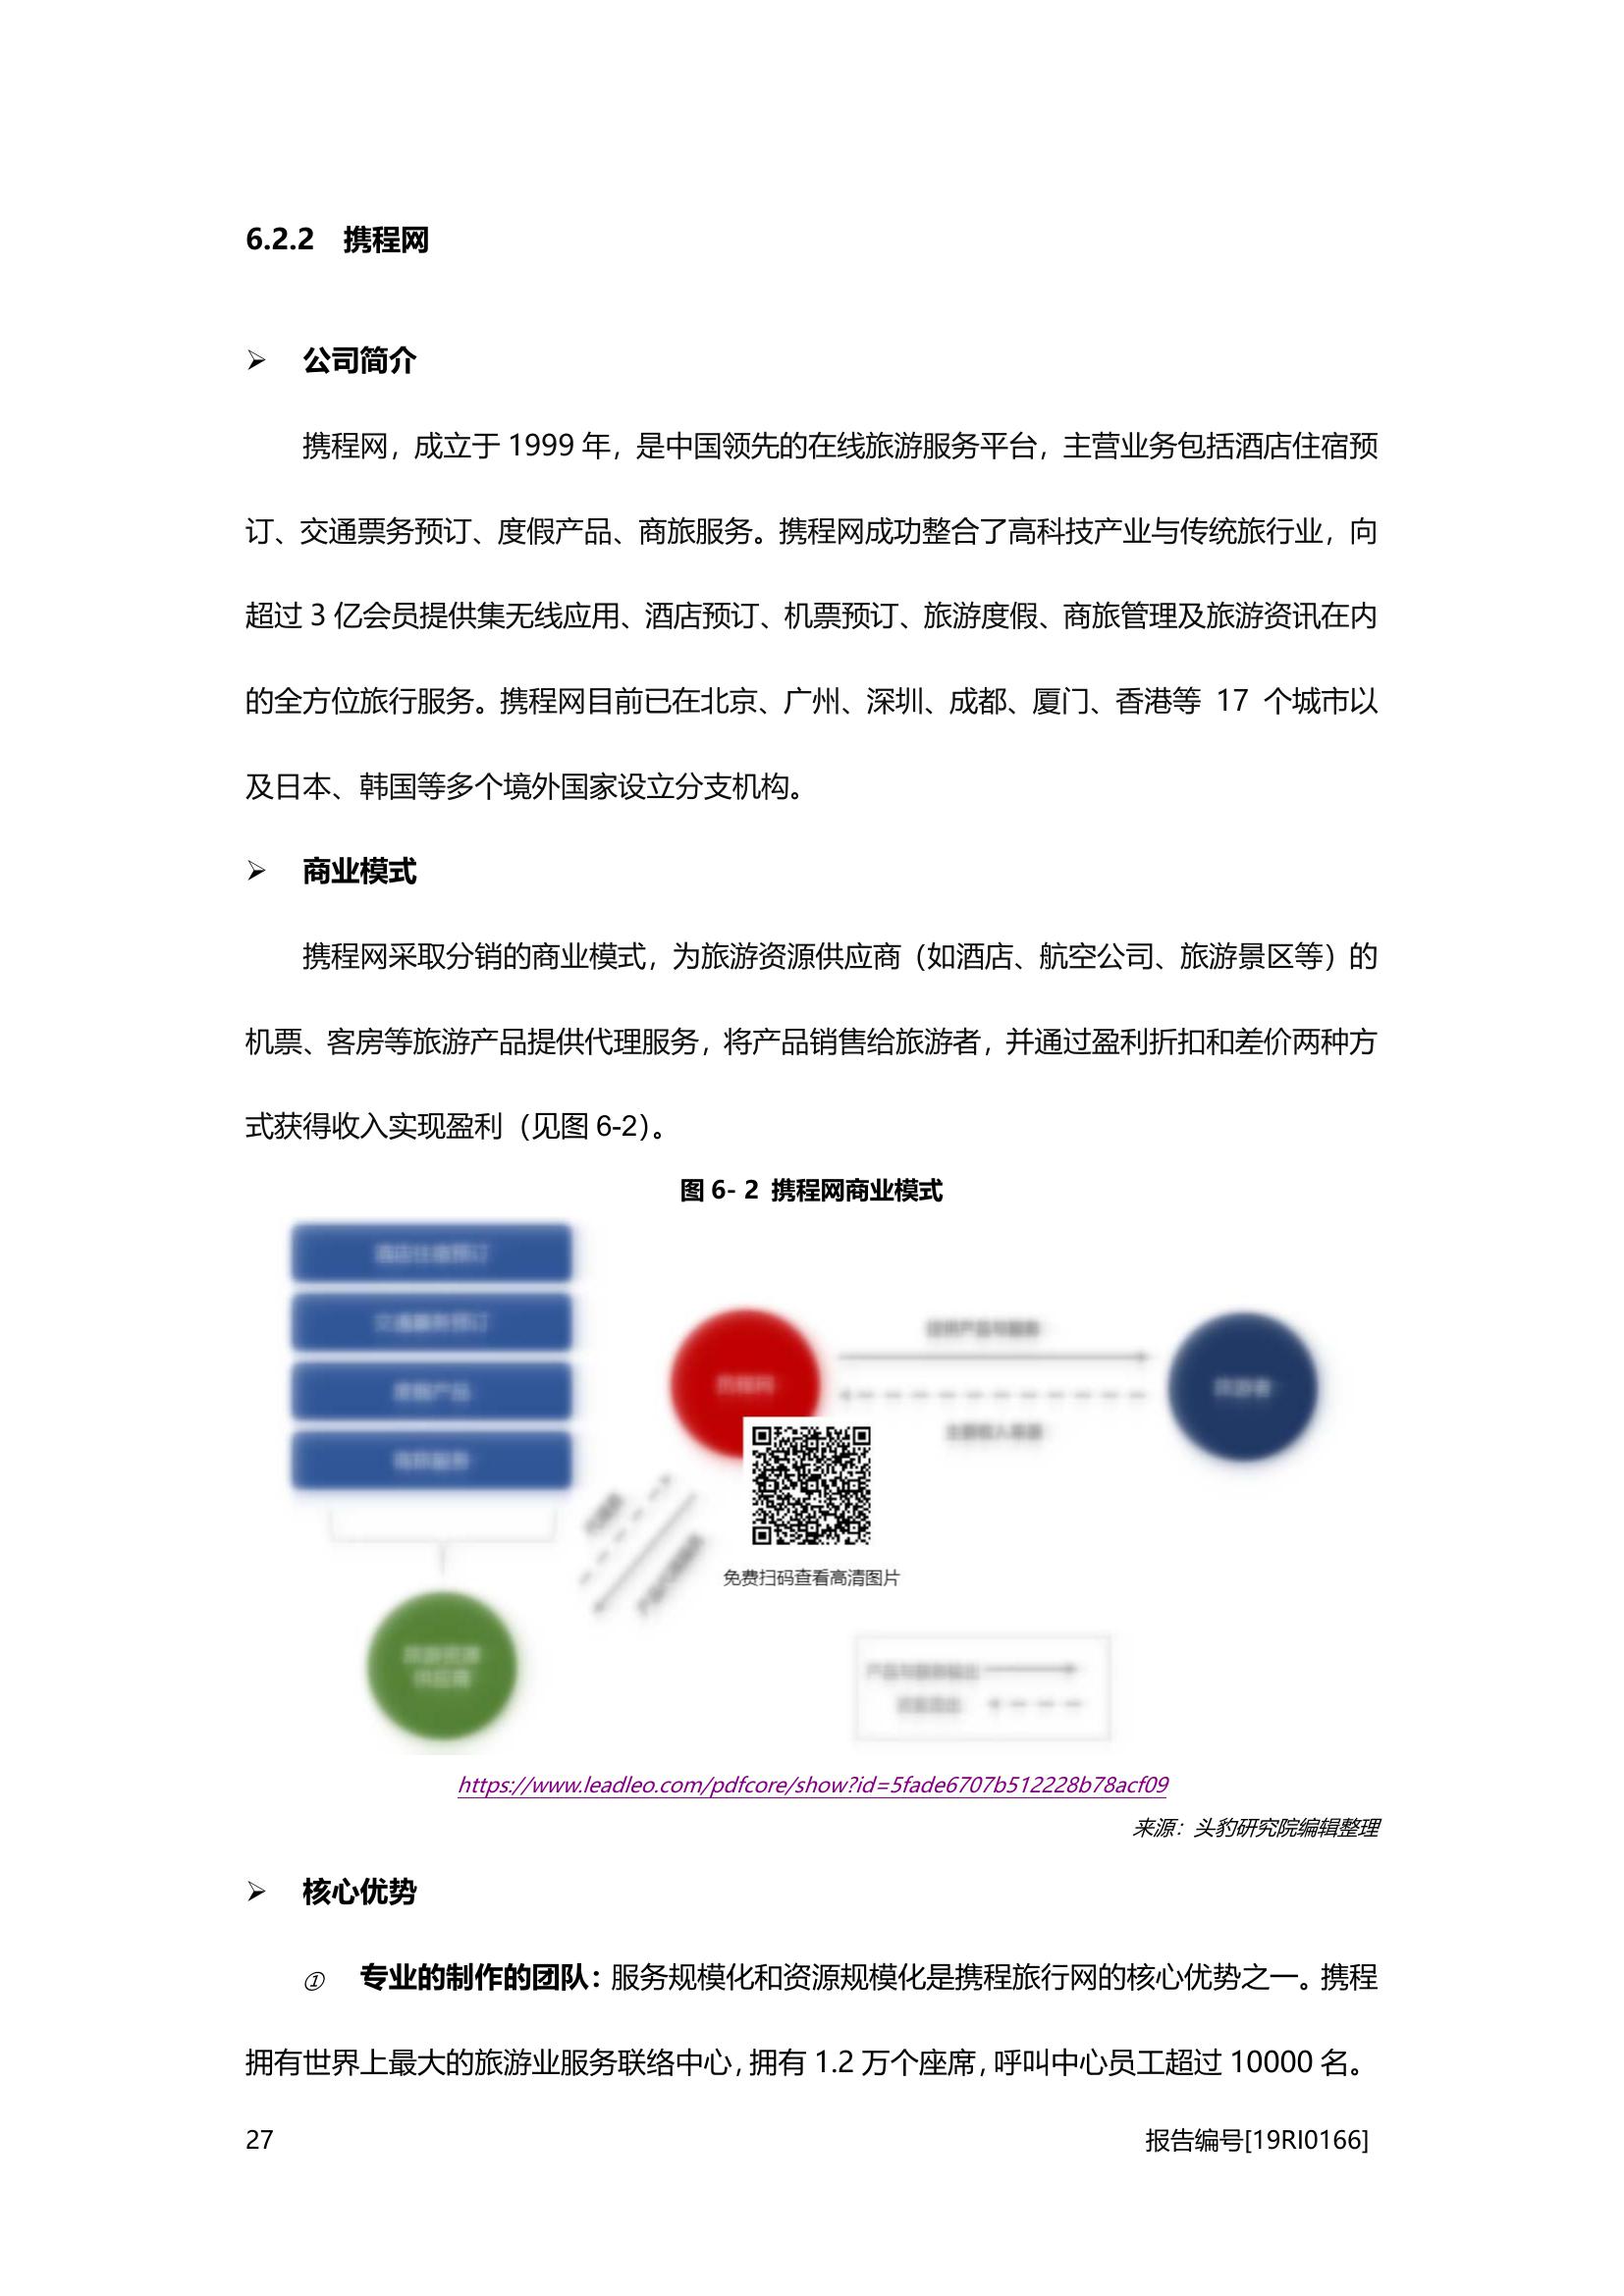 6.2.2 携程网
➢ 公司简介
携程网，成立于 1999 年，是中国领先的在线旅游服务平台，主营业务包括酒店住宿预
订、交通票务预订、度假产品、商旅服务。携程网成功整合了高科技产业与传统旅行业，向
超过 3 亿会员提供集无线应用、酒店预订、机票预订、旅游度假、商旅管理及旅游资讯在内
的全方位旅行服务。携程网目前已在北京、广州、深圳、成都、厦门、香港等 17 个城市以
及日本、韩国等多个境外国家设立分支机构。
➢ 商业模式
携程网采取分销的商业模式，为旅游资源供应商（如酒店、航空公司、旅游景区等）的
机票、客房等旅游产品提供代理服务，将产品销售给旅游者，并通过盈利折扣和差价两种方
式获得收入实现盈利（见图 6-2）。
图 6- 2 携程网商业模式
免费扫码查看高清图片
https://www.leadleo.com/pdfcore/show?id=5fade6707b512228b78acf09
来源：头豹研究院编辑整理
➢ 核心优势
① 专业的制作的团队：服务规模化和资源规模化是携程旅行网的核心优势之一。携程
拥有世界上最大的旅游业服务联络中心，拥有 1.2 万个座席，呼叫中心员工超过 10000 名。
27 报告编号[19RI0166]